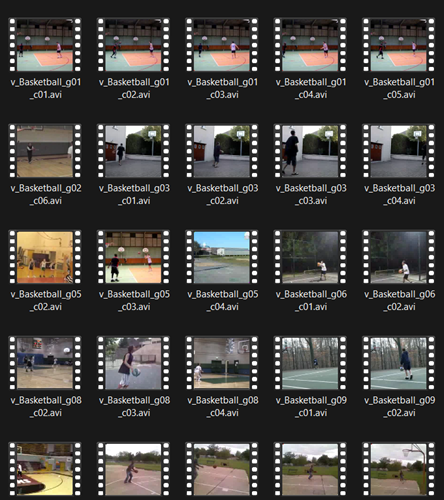 v_Basketball_g01
_c01.avi
v_Basketball_g01
_c02.avi
v_Basketball_g01
_c03.avi
v_Basketball_g01
_c04.avi
v_Basketball_g01
_c05.avi
v_Basketball_g02
_c06.avi
v_Basketball_g03
_c01.avi
v_Basketball_g03
_c02.avi
v_Basketball_g03
_c03.avi
v_Basketball_g03
_c04.avi
v_Basketball_g05
_c02.avi
v_Basketball_g05
_c03.avi
v_Basketball_g05
_c04.avi
v_Basketball_g06
_c01.avi
v_Basketball_g06
_c02.avi
v_Basketball_g08
_c02.avi
v_Basketball_g08
_c03.avi
v_Basketball_g08
_c04.avi
v_Basketball_g09
_c01.avi
v_Basketball_g09
_c02.avi